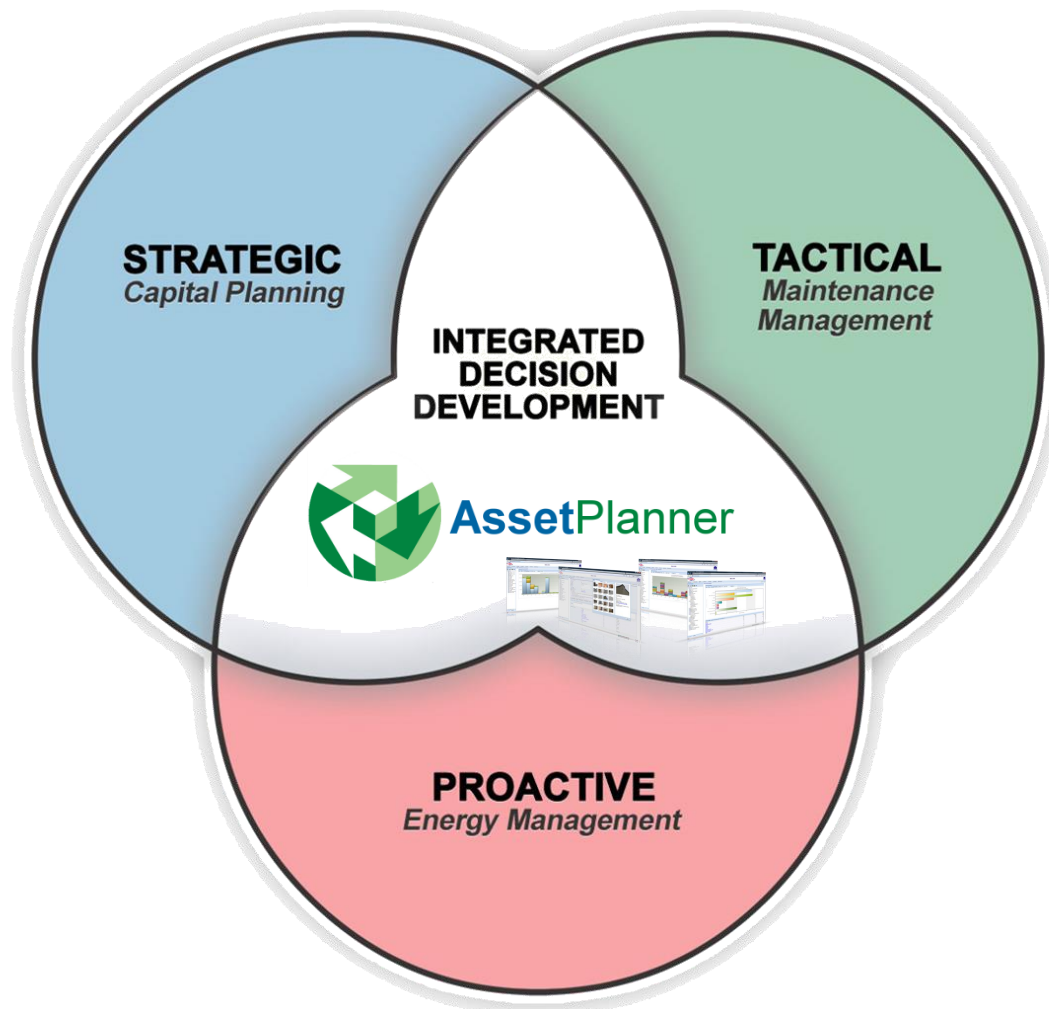 STRATEGIC
Capital Planning
TACTICAL
Maintenance
Management
INTEGRATED
DECISION
DEVELOPMENT
AssetPlanner
PROACTIVE
Energy Management